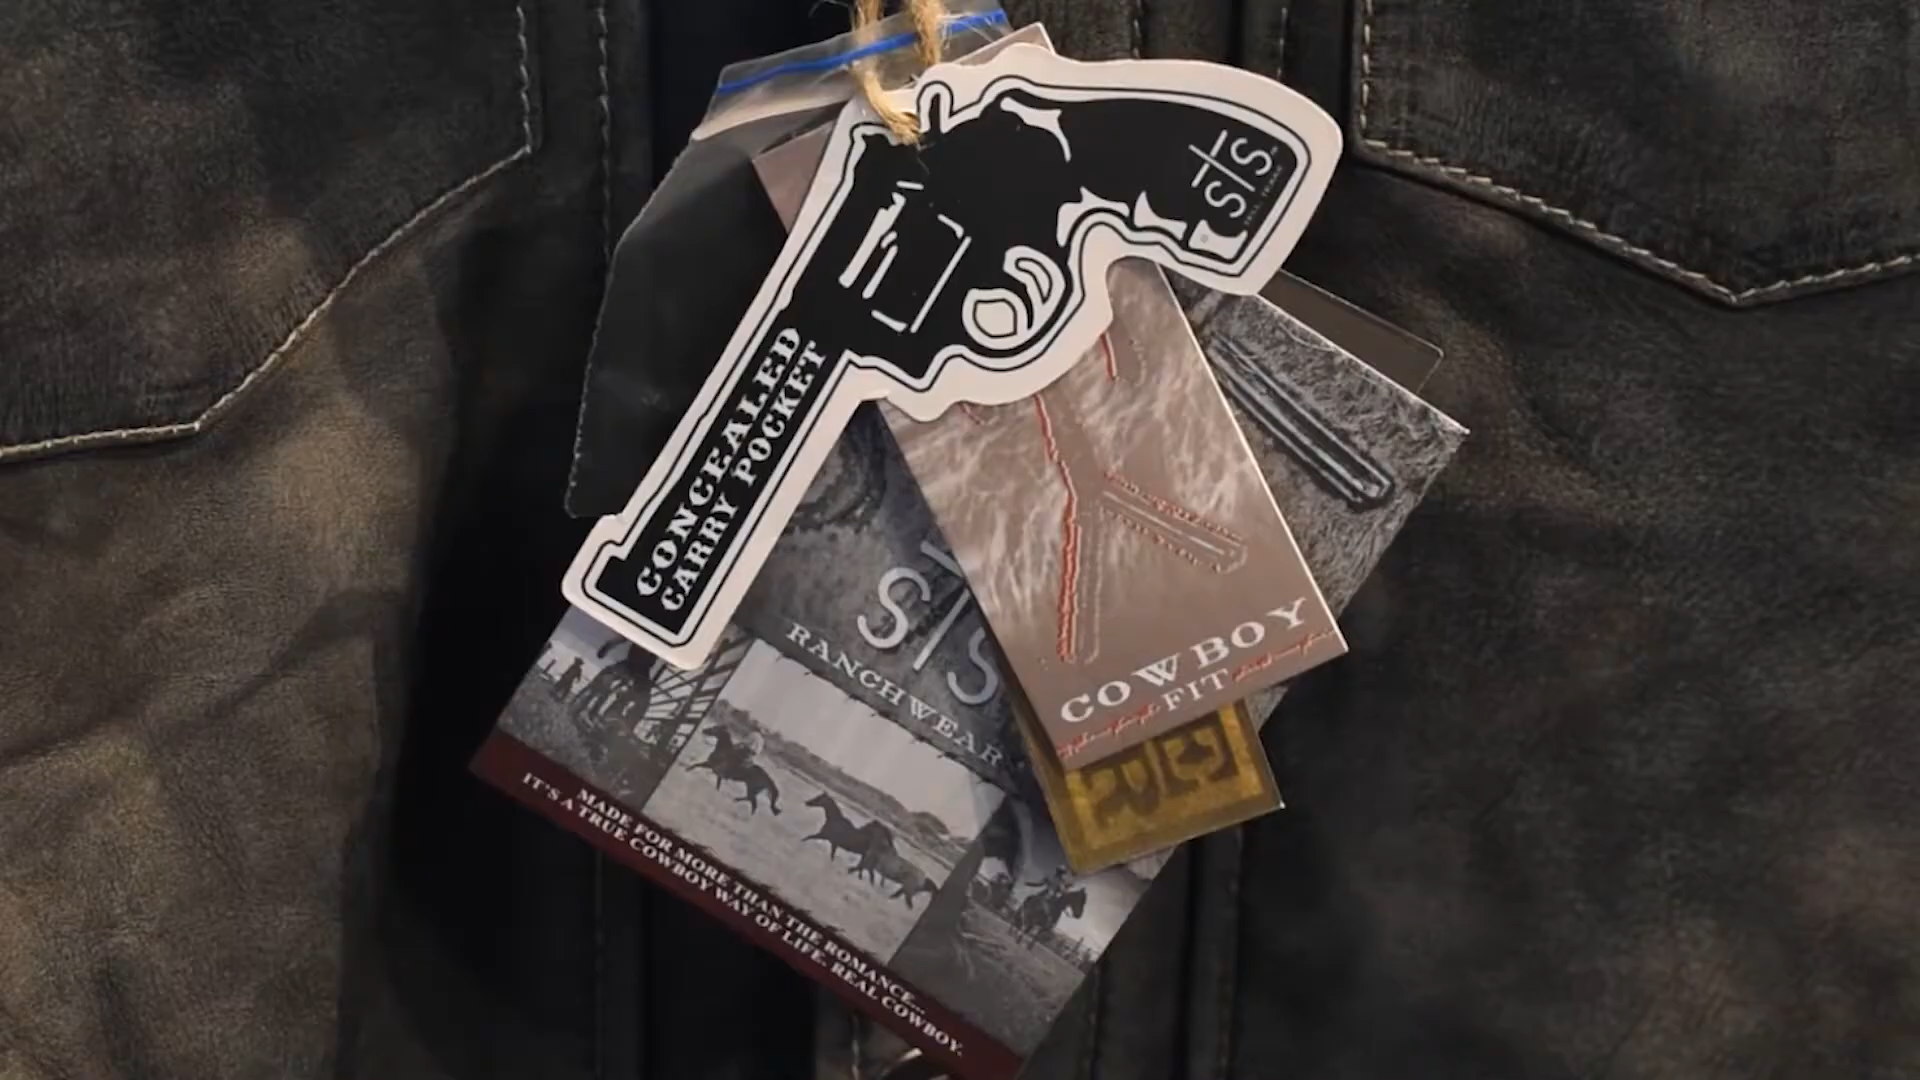 CONCEALED
CARRY POCKET
S|S
S|S
RANCHWEAR
MADE FOR MORE THAN THE ROMANCE...
IT'S A TRUE COWBOY WAY OF LIFE. REAL COWBOY.
COWBOY
FIT